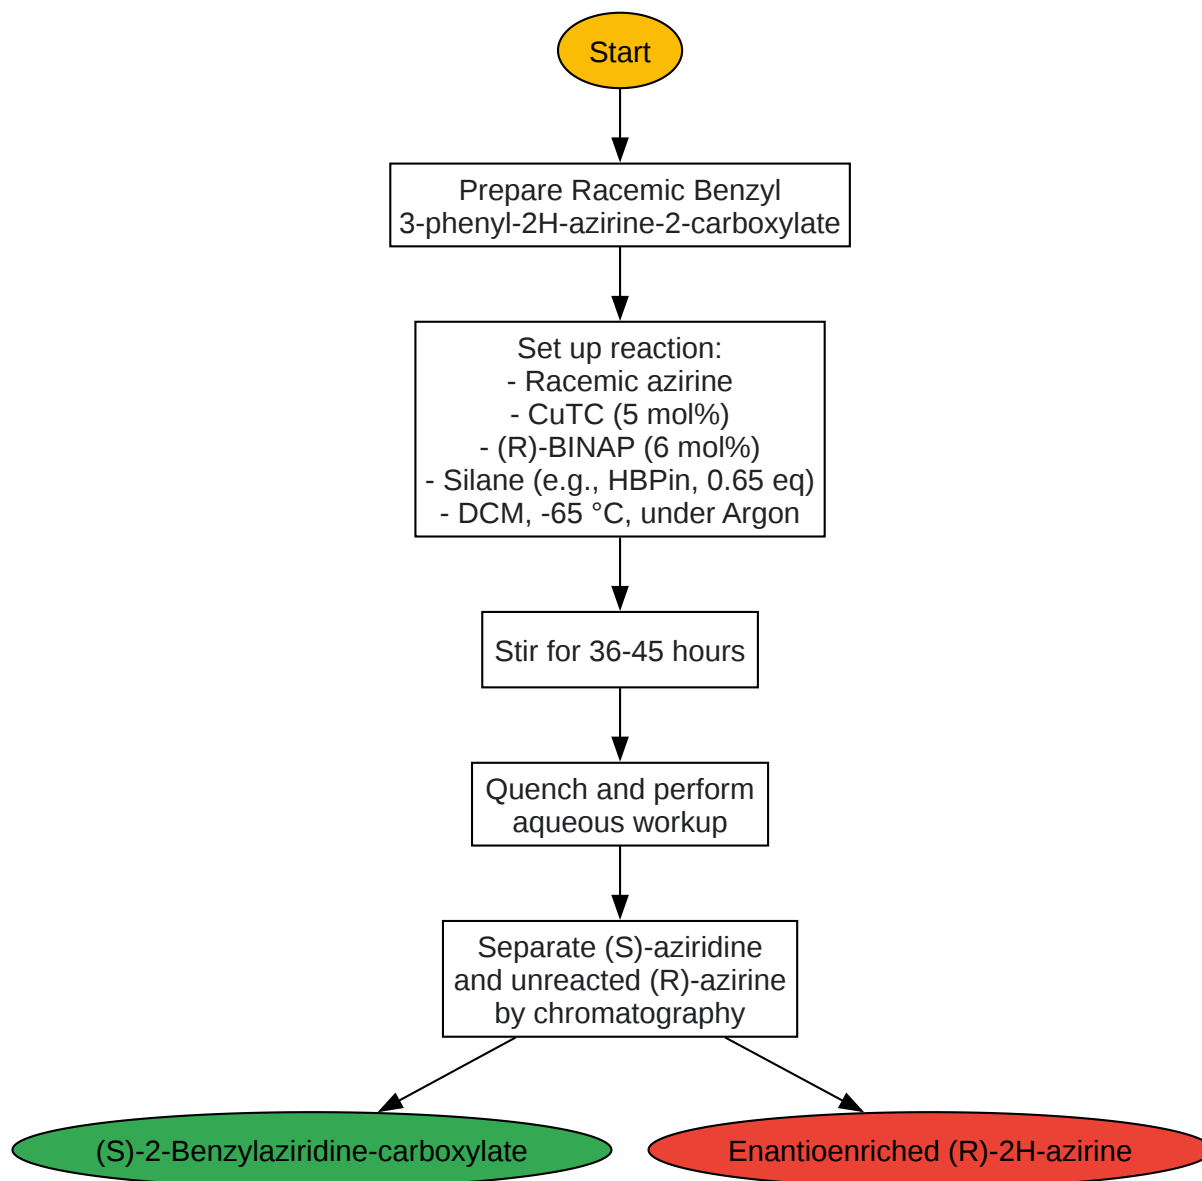 Start
Prepare Racemic Benzyl
3-phenyl-2H-azirine-2-carboxylate
Set up reaction:
- Racemic azirine
- CuTC (5 mol%)
- (R)-BINAP (6 mol%)
- Silane (e.g., HBPin, 0.65 eq)
- DCM, -65 °C, under Argon
Stir for 36-45 hours
Quench and perform
aqueous workup
Separate (S)-aziridine
and unreacted (R)-azirine
by chromatography
(S)-2-Benzylaziridine-carboxylate
Enantioenriched (R)-2H-azirine